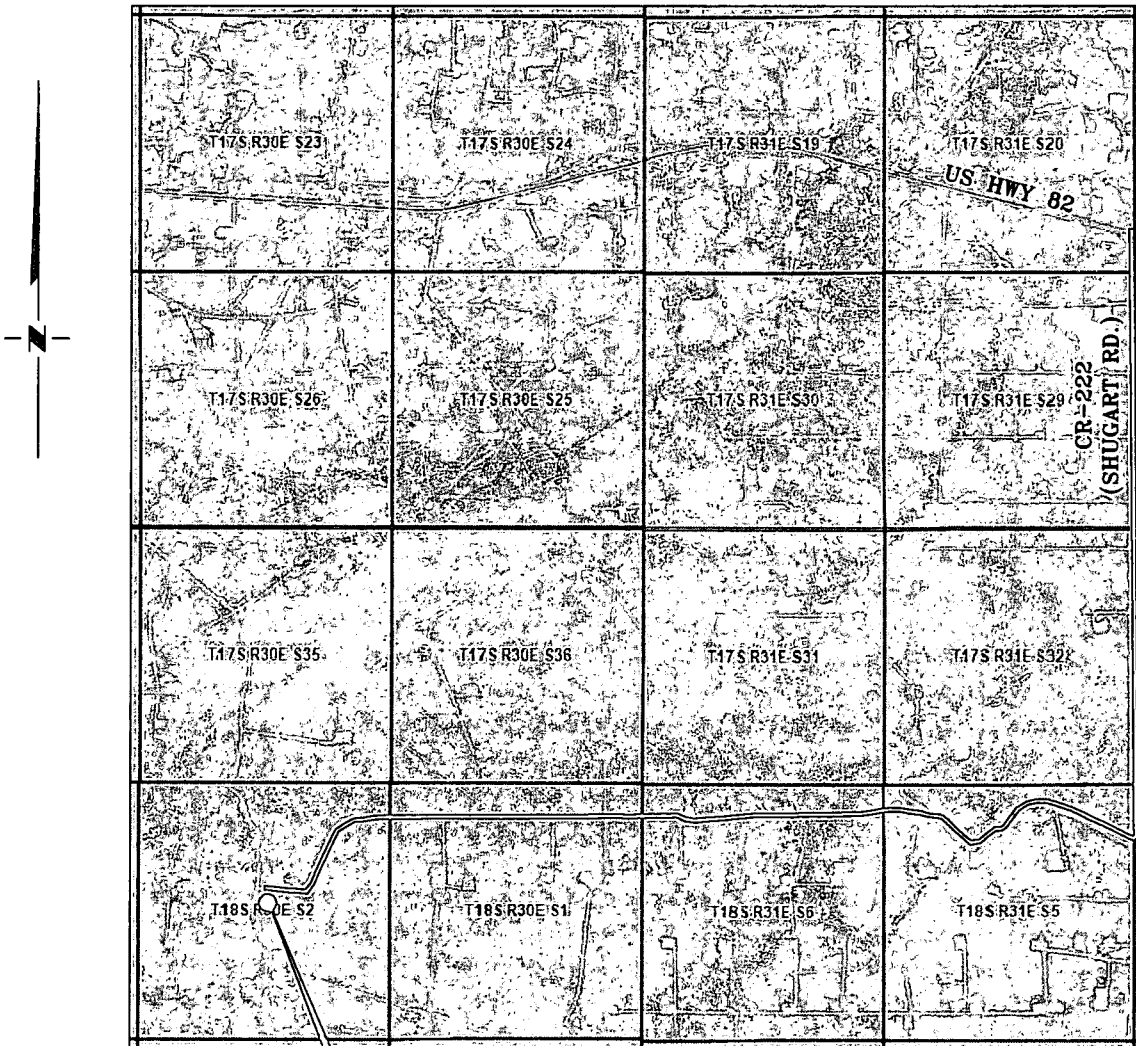 T17S R30E S23
T17S R30E S24
T17S R31E S19
T17S R31E S20
US HWY 82
N
T17S R30E S26
T17S R30E S25
T17S R31E S30
T17S R31E S29
CR-222
(SHUGART RD.)
T17S R30E S35
T17S R30E S36
T17S R31E S31
T17S R31E S32
T18S R30E S2
T18S R30E S1
T18S R31E S6
T18S R31E S5